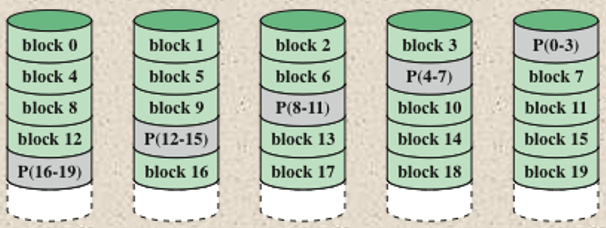 block 0 block 1 block 2 block 3 P(0-3)
block 4 block 5 block 6 P(4-7) block 7
block 8 block 9 P(8-11) block 10 block 11
block 12 P(12-15) block 13 block 14 block 15
P(16-19) block 16 block 17 block 18 block 19